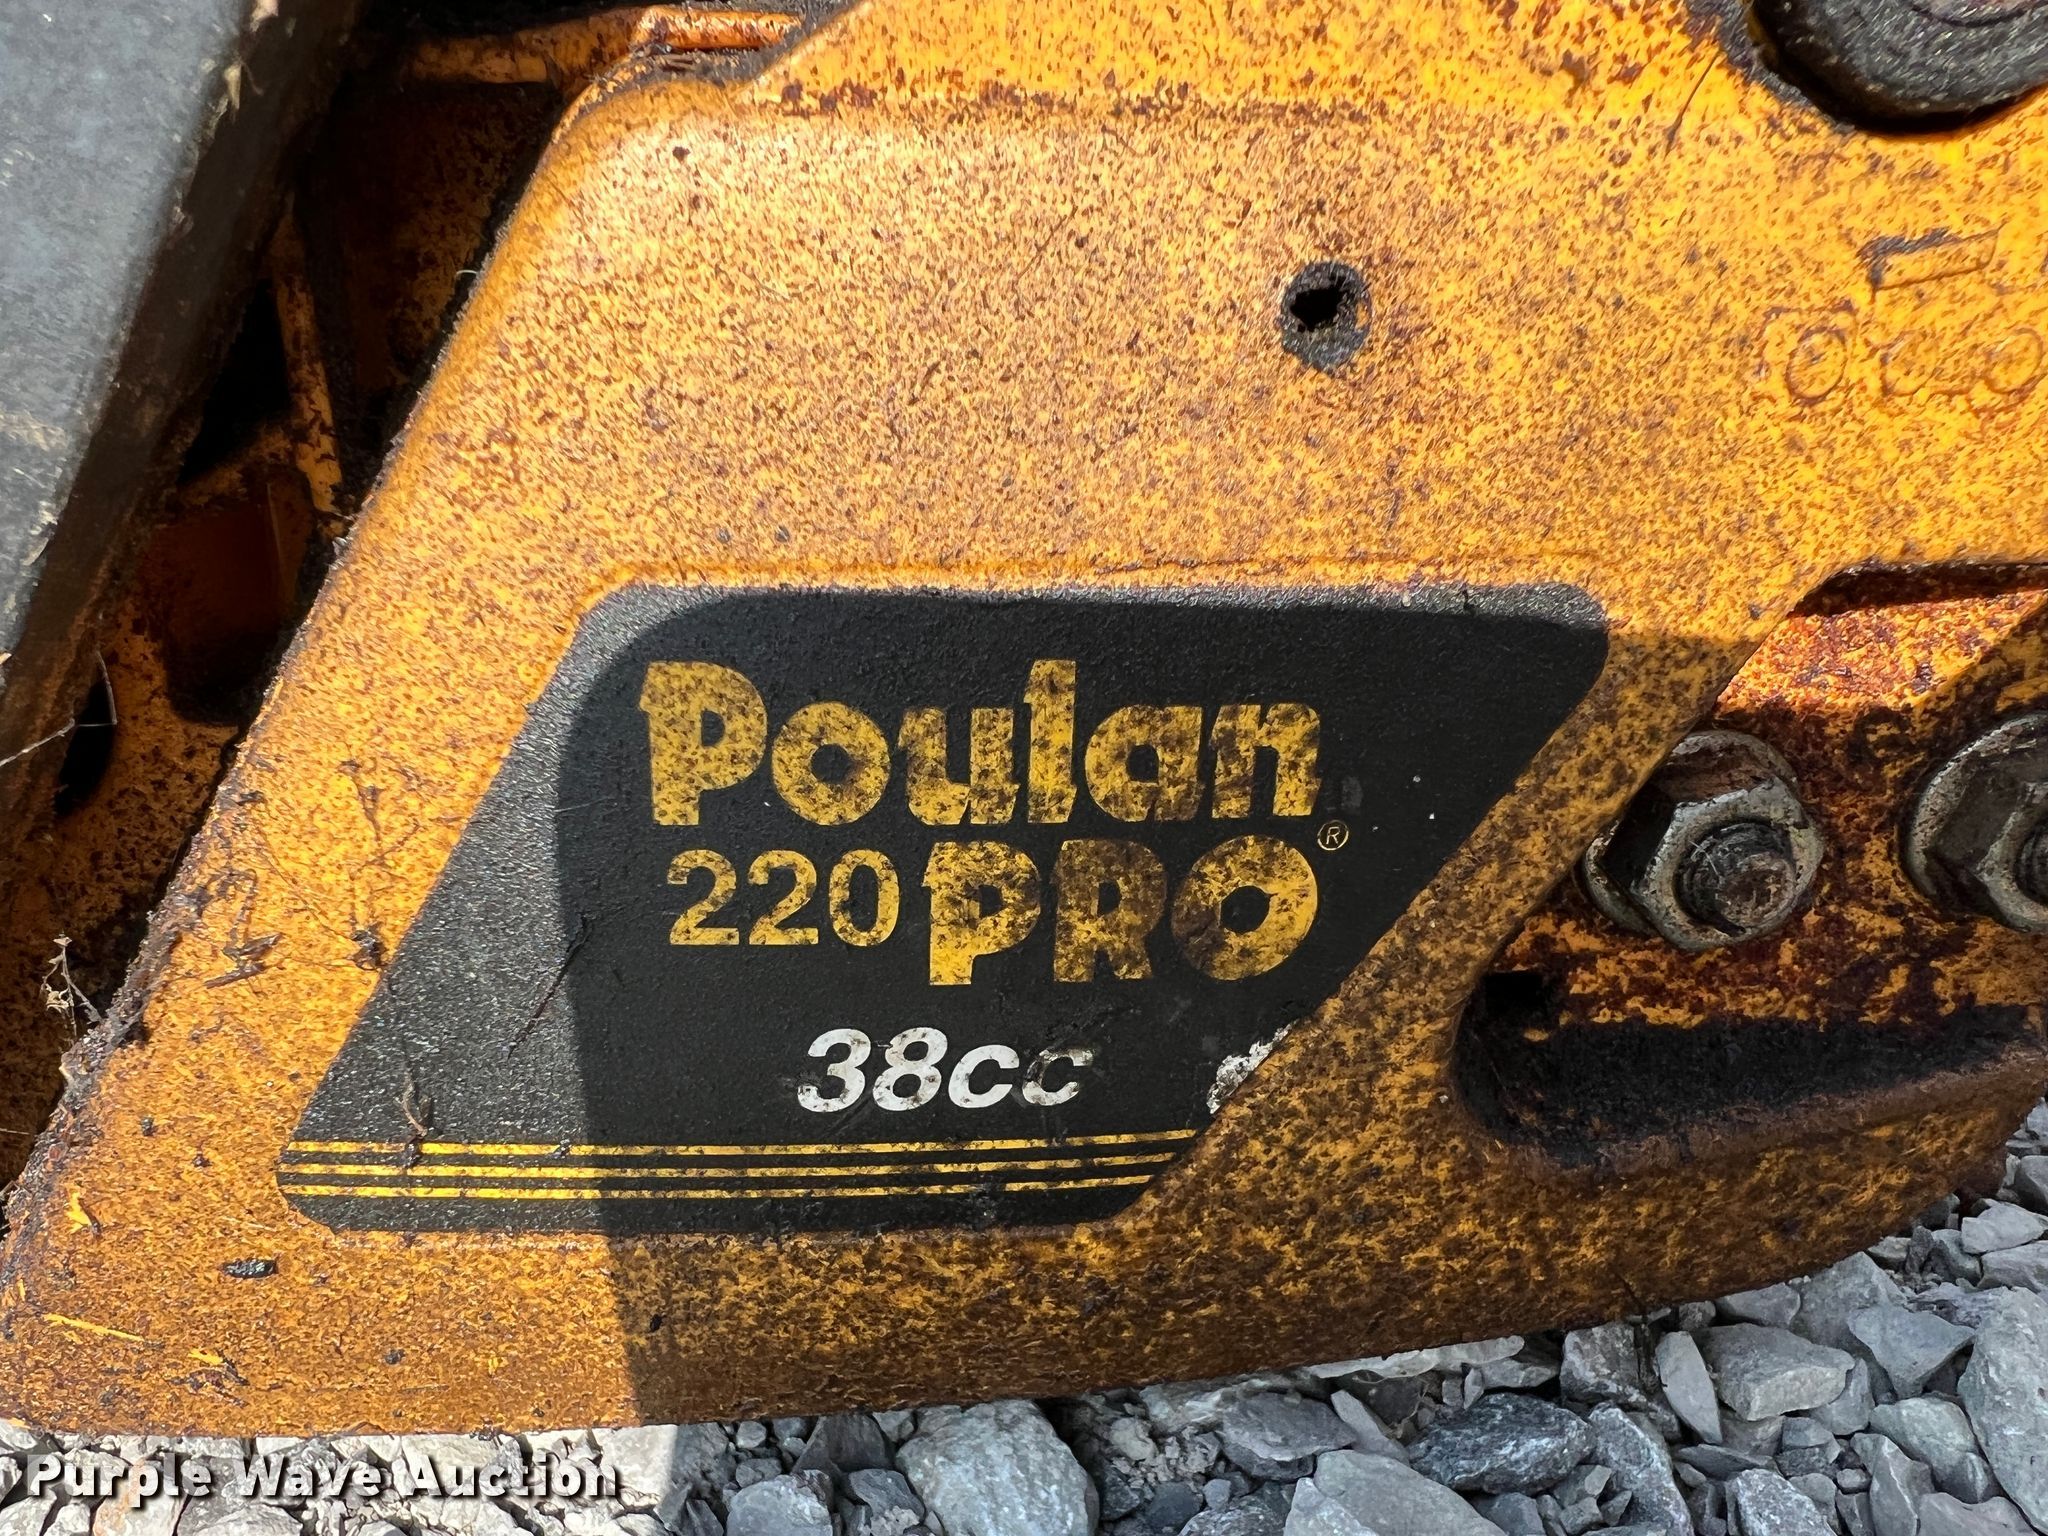 Poulan
220 PRO®
38cc
Purple Wave Auction